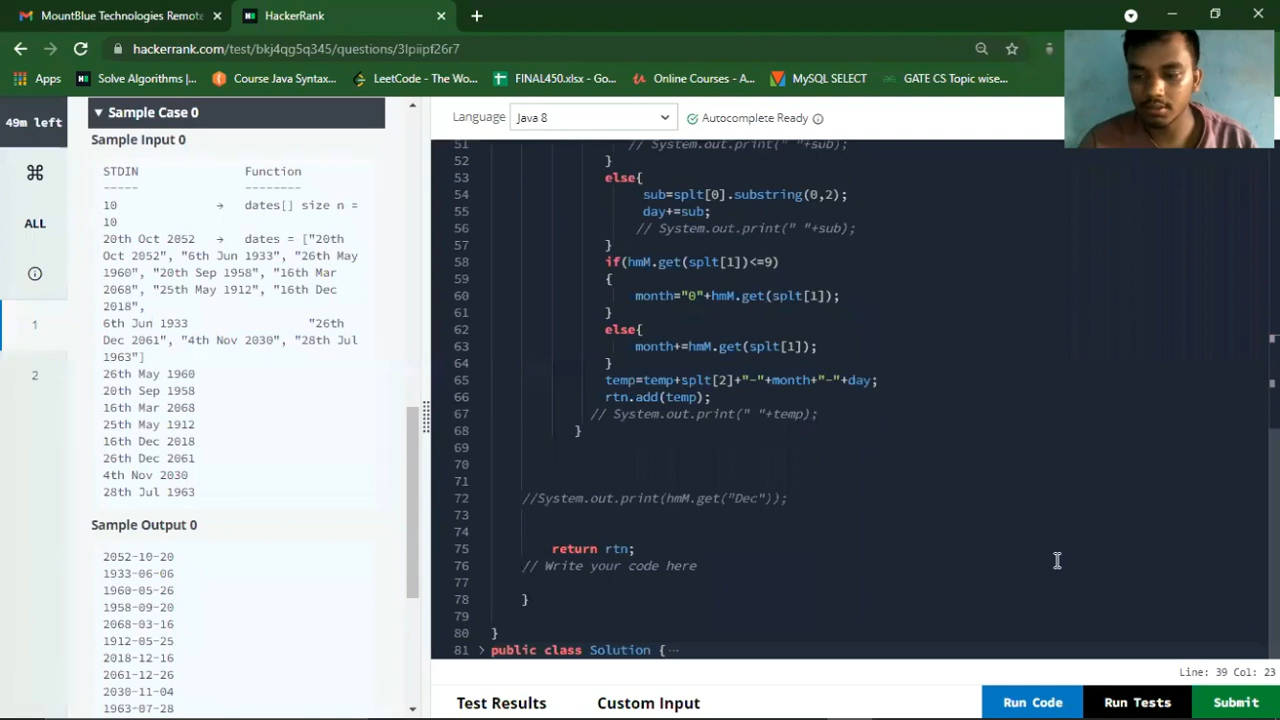 MountBlue Technologies Remote
HackerRank
hackerrank.com/test/bkj4qg5q345/questions/3lpiipf26r7
Apps
Solve Algorithms |...
Course Java Syntax...
LeetCode - The Wo...
FINAL450.xlsx - Go...
Online Courses - A...
MySQL SELECT
GATE CS Topic wise...
49m left
ALL
1
2
Sample Case 0
Sample Input 0
STDIN Function
----- --------
10 → dates[] size n =
10
20th Oct 2052 → dates = ["20th
Oct 2052", "6th Jun 1933", "26th May
1960", "20th Sep 1958", "16th Mar
2068", "25th May 1912", "16th Dec
2018",
6th Jun 1933 "26th
Dec 2061", "4th Nov 2030", "28th Jul
1963"]
26th May 1960
20th Sep 1958
16th Mar 2068
25th May 1912
16th Dec 2018
26th Dec 2061
4th Nov 2030
28th Jul 1963
Sample Output 0
2052-10-20
1933-06-06
1960-05-26
1958-09-20
2068-03-16
1912-05-25
2018-12-16
2061-12-26
2030-11-04
1963-07-28
Language Java 8 Autocomplete Ready
51 // System.out.print(" "+sub);
52 }
53 else{
54 sub=splt[0].substring(0,2);
55 day+=sub;
56 // System.out.print(" "+sub);
57 }
58 if(hmM.get(splt[1])<=9)
59 {
60 month="0"+hmM.get(splt[1]);
61 }
62 else{
63 month+=hmM.get(splt[1]);
64 }
65 temp=temp+splt[2]+"-"+month+"-"+day;
66 rtn.add(temp);
67 // System.out.print(" "+temp);
68 }
69
70
71
72 //System.out.print(hmM.get("Dec"));
73
74
75 return rtn;
76 // Write your code here
77
78 }
79
80 }
81 public class Solution {
Line: 39 Col: 23
Test Results Custom Input Run Code Run Tests Submit